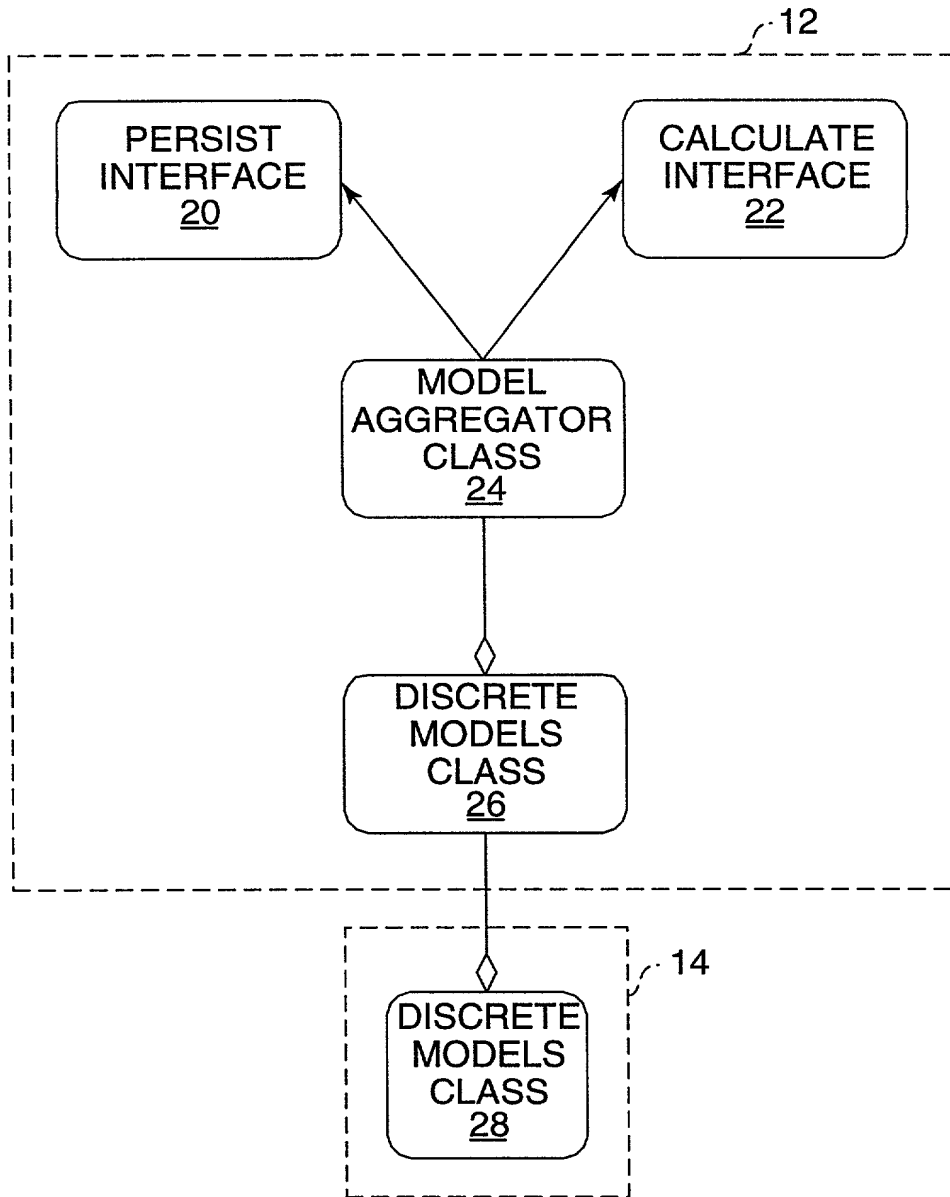 12
PERSIST
INTERFACE
20
CALCULATE
INTERFACE
22
MODEL
AGGREGATOR
CLASS
24
DISCRETE
MODELS
CLASS
26
14
DISCRETE
MODELS
CLASS
28